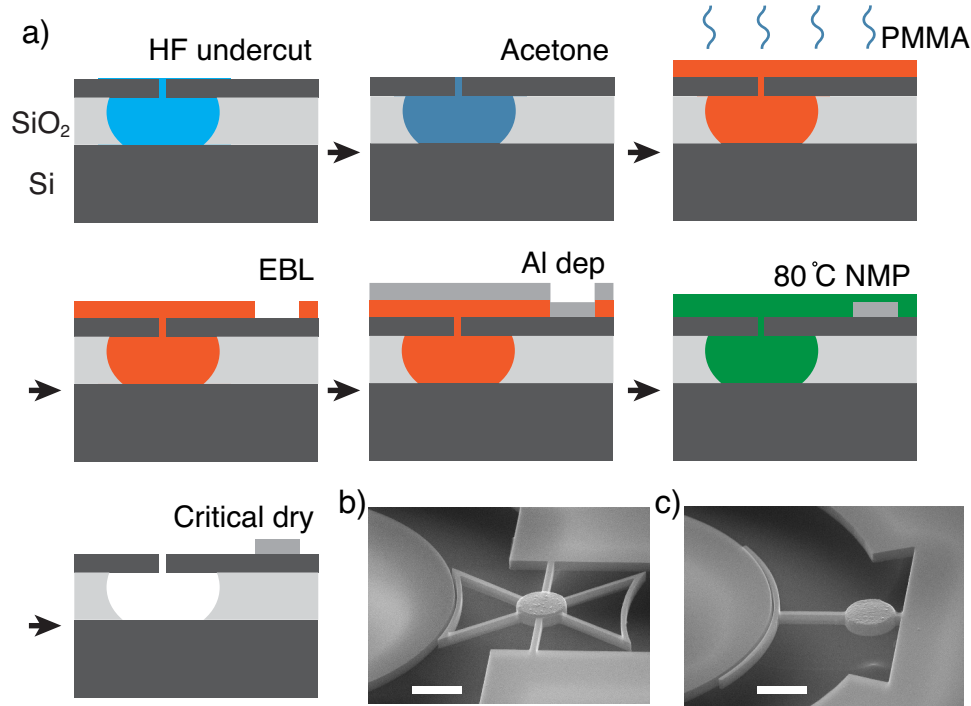 a)
HF undercut
Acetone
PMMA
SiO₂
Si
EBL
Al dep
80 °C NMP
Critical dry
b)
c)